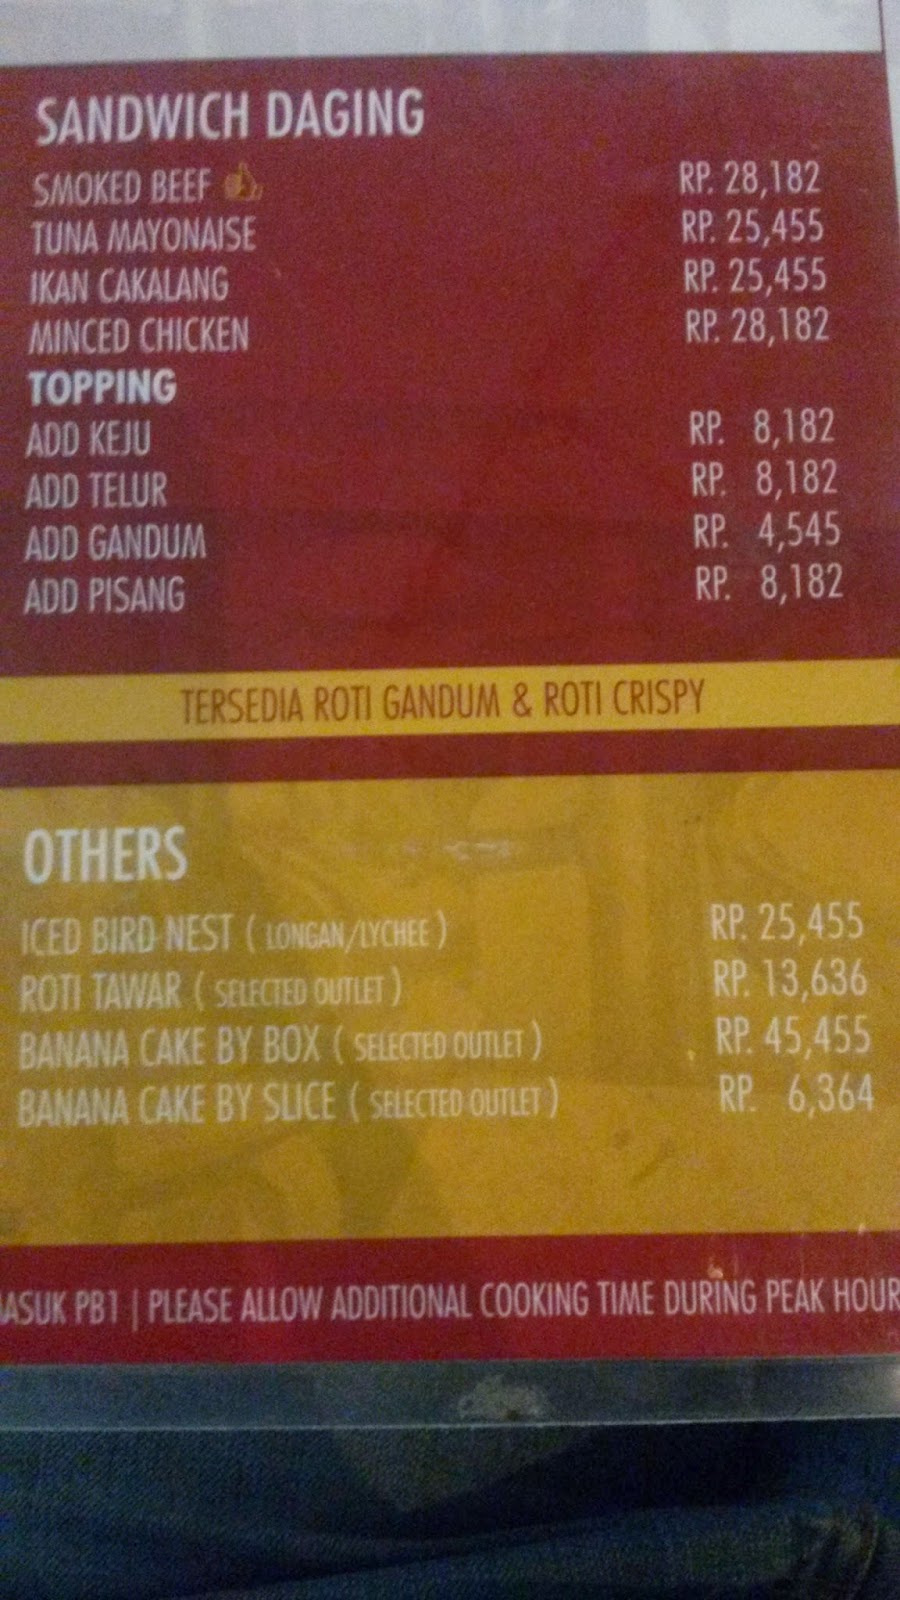 SANDWICH DAGING
SMOKED BEEF RP. 28,182
TUNA MAYONAISE RP. 25,455
IKAN CAKALANG RP. 25,455
MINCED CHICKEN RP. 28,182
TOPPING
ADD KEJU RP. 8,182
ADD TELUR RP. 8,182
ADD GANDUM RP. 4,545
ADD PISANG RP. 8,182
TERSEDIA ROTI GANDUM & ROTI CRISPY
OTHERS
ICED BIRD NEST ( LONGAN/LYCHEE ) RP. 25,455
ROTI TAWAR ( SELECTED OUTLET ) RP. 13,636
BANANA CAKE BY BOX ( SELECTED OUTLET ) RP. 45,455
BANANA CAKE BY SLICE ( SELECTED OUTLET ) RP. 6,364
ASUK PB1 | PLEASE ALLOW ADDITIONAL COOKING TIME DURING PEAK HOUR